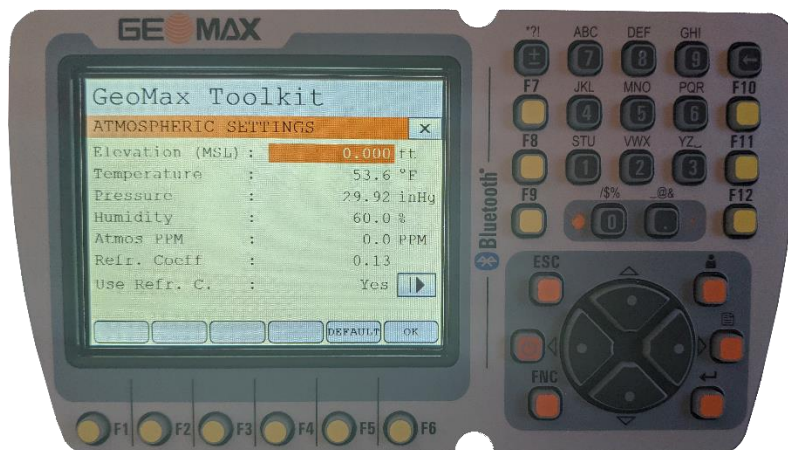 GEOMAX
GeoMax Toolkit
ATMOSPHERIC SETTINGS X
Elevation (MSL) : 0.000 ft
Temperature : 53.6 °F
Pressure : 29.92 inHg
Humidity : 60.0 %
Atmos PPM : 0.0 PPM
Refr. Coeff : 0.13
Use Refr. C. : Yes
DEFAULT OK
F1 F2 F3 F4 F5 F6
Bluetooth
*?! ABC DEF GHI
± 7 8 9 ←
F7 JKL MNO PQR F10
4 5 6
F8 STU VWX YZ_ F11
1 2 3
F9 /$% _@& F12
0 .
ESC
FNC